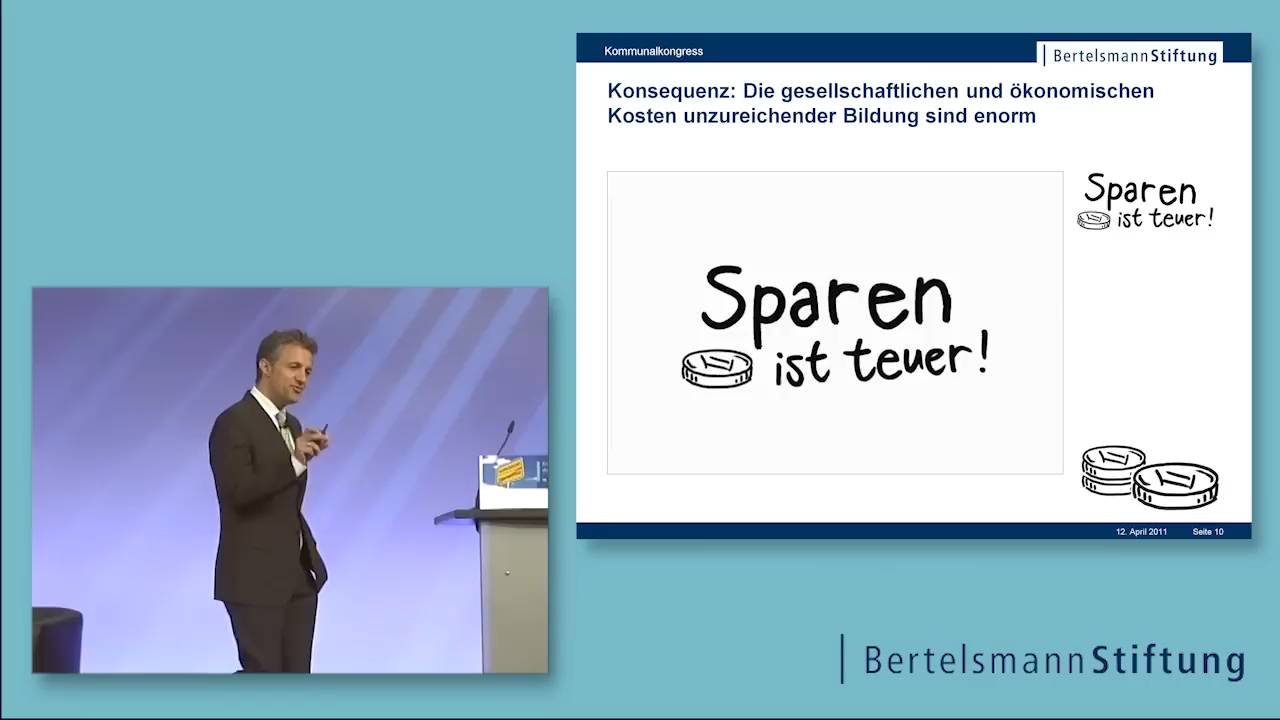 Kommunalkongress
BertelsmannStiftung
Konsequenz: Die gesellschaftlichen und ökonomischen
Kosten unzureichender Bildung sind enorm
Sparen
ist teuer!
Sparen
ist teuer!
12. April 2011 Seite 10
BertelsmannStiftung